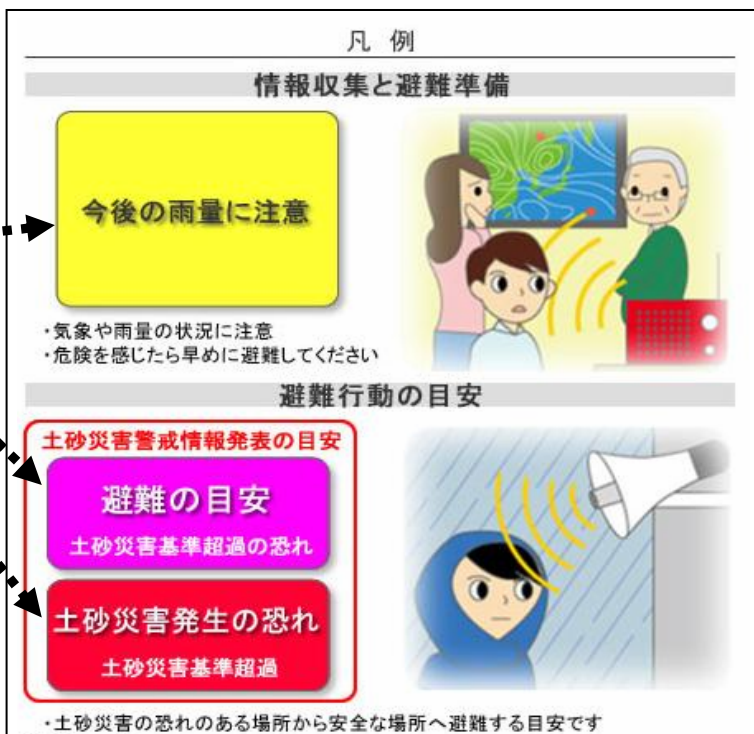 凡 例
情報収集と避難準備
今後の雨量に注意
・気象や雨量の状況に注意
・危険を感じたら早めに避難してください
避難行動の目安
土砂災害警戒情報発表の目安
避難の目安
土砂災害基準超過の恐れ
土砂災害発生の恐れ
土砂災害基準超過
・土砂災害の恐れのある場所から安全な場所へ避難する目安です